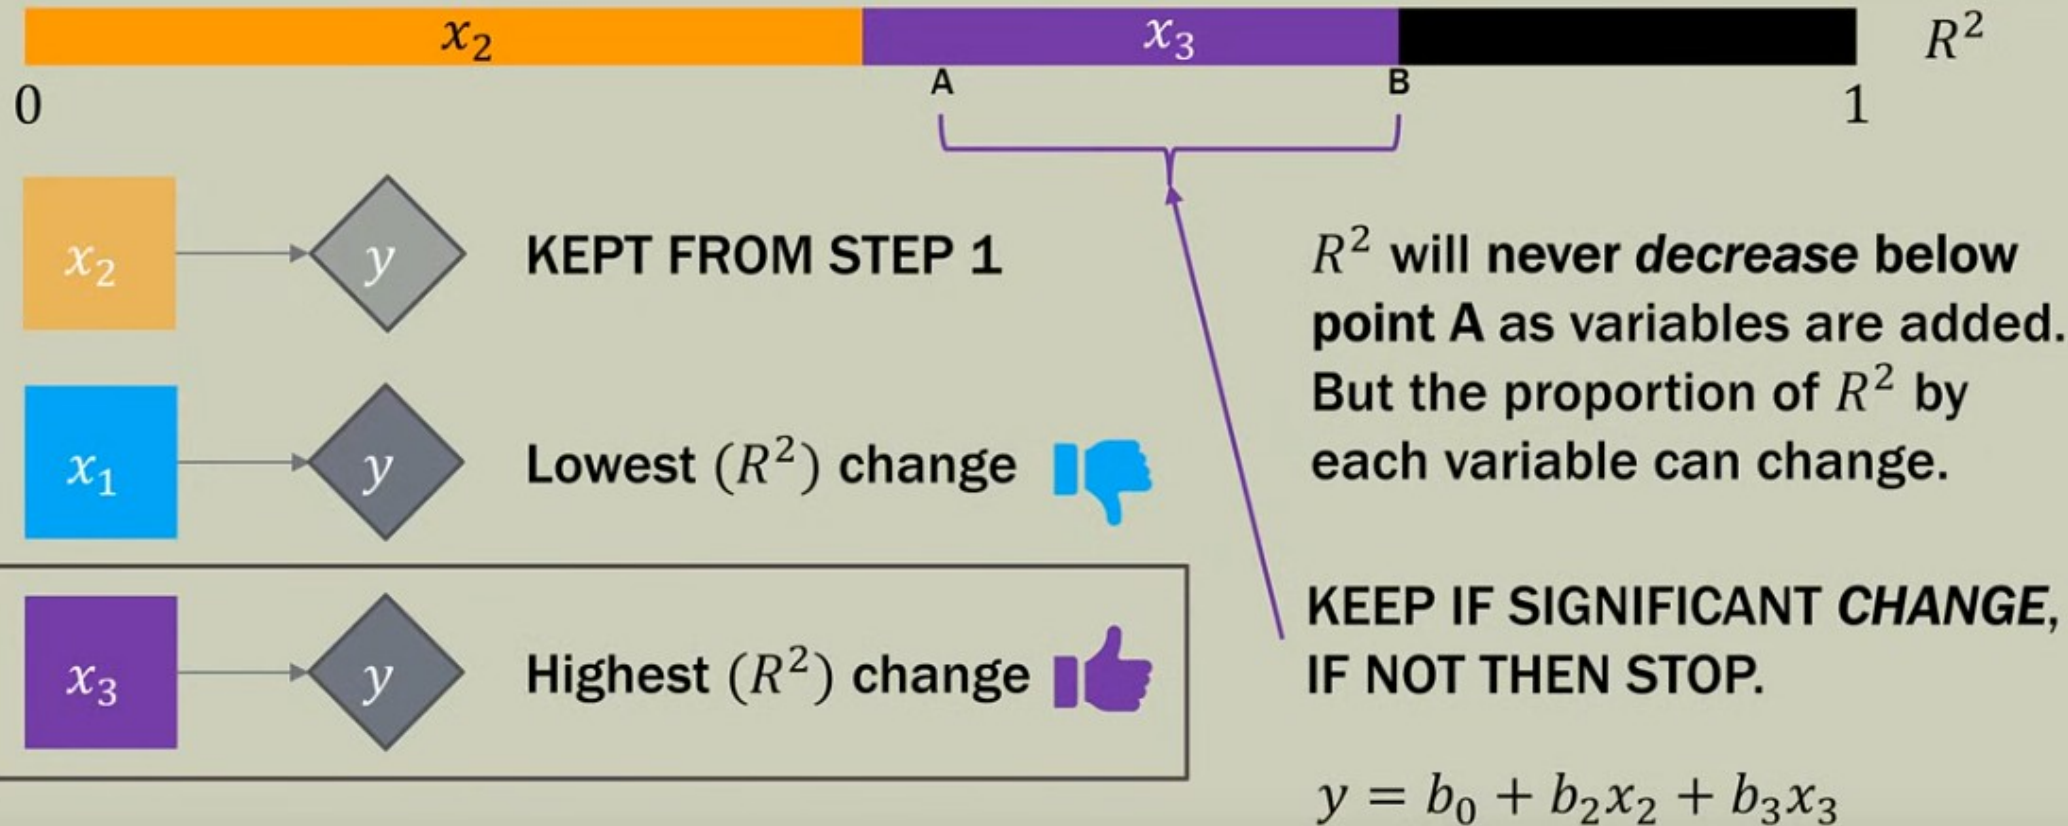 x₂ x₃ R²
A B
0 1
x₂ y KEPT FROM STEP 1
x₁ y Lowest (R²) change
x₃ y Highest (R²) change
R² will never decrease below
point A as variables are added.
But the proportion of R² by
each variable can change.
KEEP IF SIGNIFICANT CHANGE,
IF NOT THEN STOP.
y = b₀ + b₂x₂ + b₃x₃